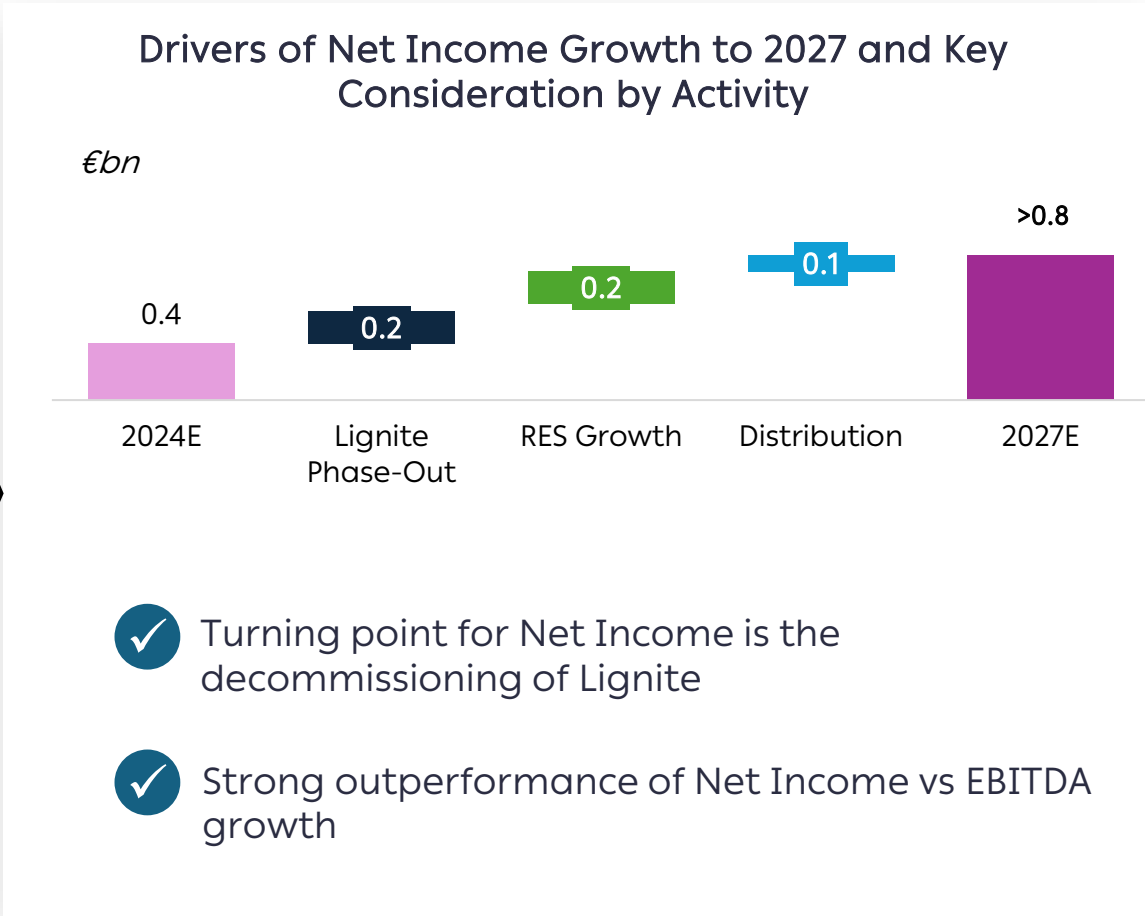 Drivers of Net Income Growth to 2027 and Key
Consideration by Activity
€bn
0.4
0.2
0.2
0.1
>0.8
2024E
Lignite
Phase-Out
RES Growth
Distribution
2027E
Turning point for Net Income is the
decommissioning of Lignite
Strong outperformance of Net Income vs EBITDA
growth